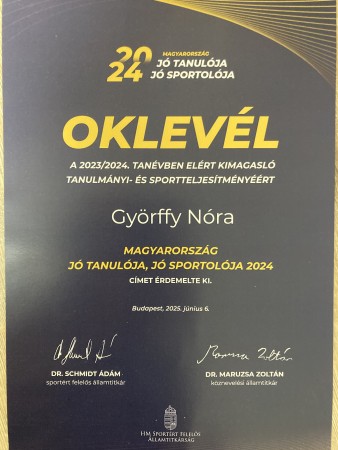 2024
MAGYARORSZÁG
JÓ TANULÓJA
JÓ SPORTOLÓJA
OKLEVÉL
A 2023/2024. TANÉVBEN ELÉRT KIMAGASLÓ
TANULMÁNYI- ÉS SPORTTELJESÍTMÉNYÉÉRT
Györffy Nóra
MAGYARORSZÁG
JÓ TANULÓJA, JÓ SPORTOLÓJA 2024
CÍMET ÉRDEMELTE KI.
Budapest, 2025. június 6.
DR. SCHMIDT ÁDÁM
sportért felelős államtitkár
DR. MARUZSA ZOLTÁN
köznevelési államtitkár
HM SPORTÉRT FELELŐS
ÁLLAMTITKÁRSÁG